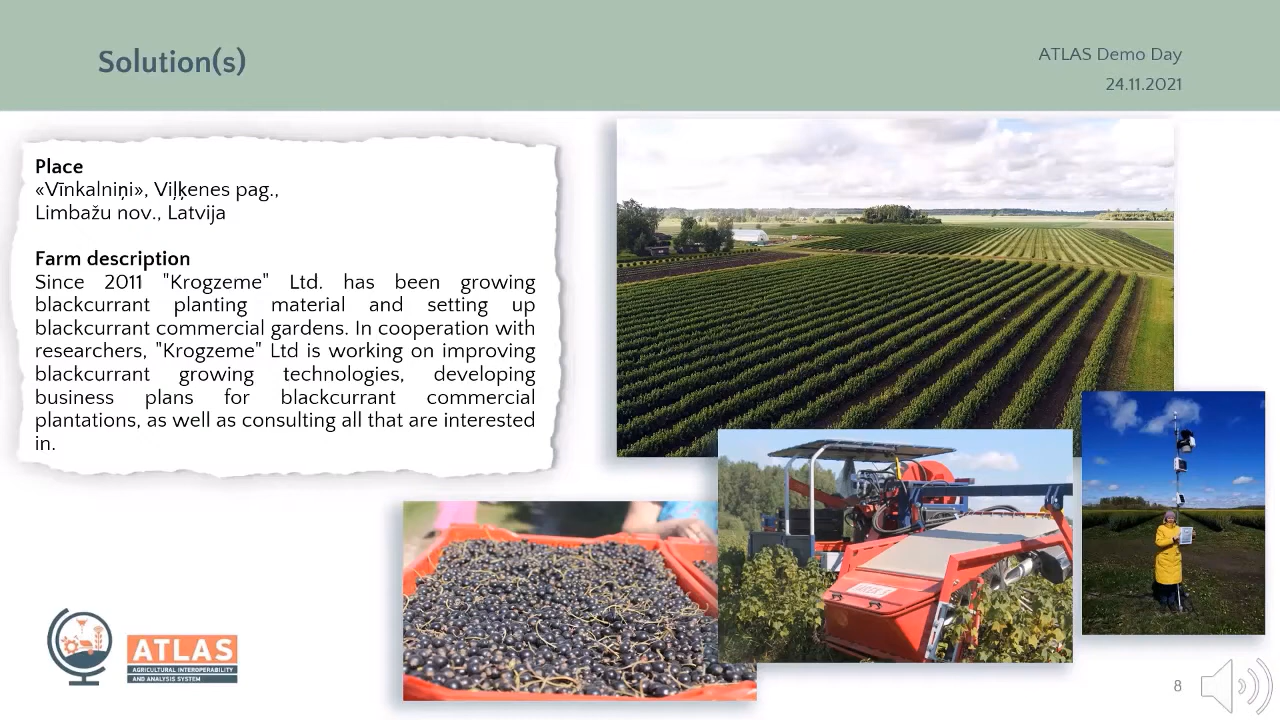 Solution(s)
ATLAS Demo Day
24.11.2021
Place
«Vīnkalniņi», Viļķenes pag.,
Limbažu nov., Latvija
Farm description
Since 2011 "Krogzeme" Ltd. has been growing
blackcurrant planting material and setting up
blackcurrant commercial gardens. In cooperation with
researchers, "Krogzeme" Ltd is working on improving
blackcurrant growing technologies, developing
business plans for blackcurrant commercial
plantations, as well as consulting all that are interested
in.
ATLAS
AGRICULTURAL INTEROPERABILITY
AND ANALYSIS SYSTEM
8